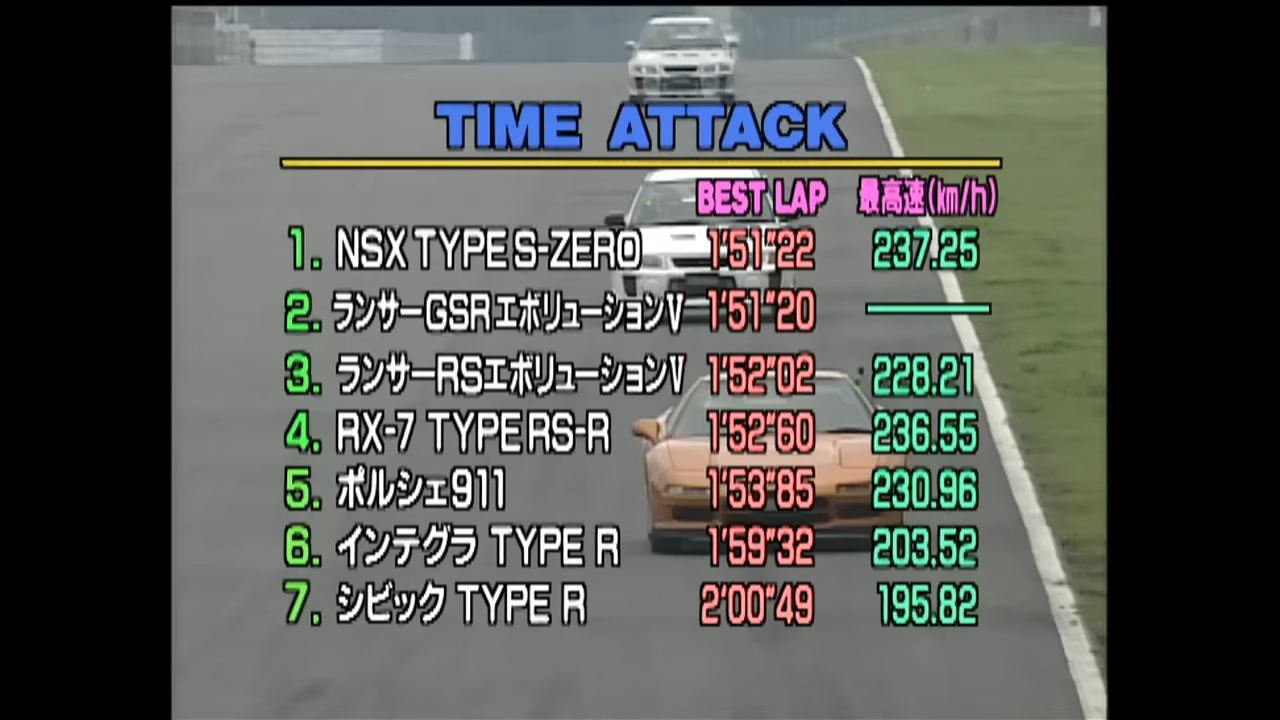 TIME ATTACK
BEST LAP 最高速(km/h)
1. NSX TYPE S-ZERO 1'51"22 237.25
2. ランサーGSRエボリューションV 1'51"20 ―
3. ランサーRSエボリューションV 1'52"02 228.21
4. RX-7 TYPE RS-R 1'52"60 236.55
5. ポルシェ911 1'53"85 230.96
6. インテグラ TYPE R 1'59"32 203.52
7. シビック TYPE R 2'00"49 195.82